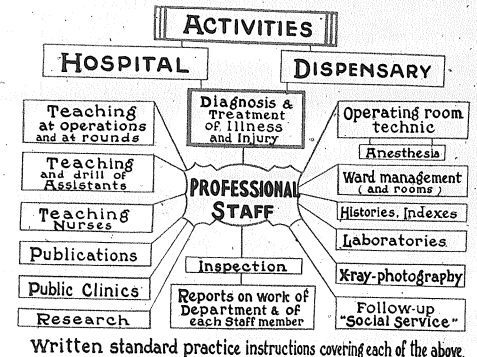 ACTIVITIES
HOSPITAL
DISPENSARY
Diagnosis &
Treatment
of Illness
and Injury
Teaching
at operations
and at rounds
Teaching
and drill of
Assistants
Teaching
Nurses
Publications
Public Clinics
Research
PROFESSIONAL
STAFF
Inspection
Reports on work of
Department & of
each Staff member
Operating room
technic
Anesthesia
Ward management
(and rooms)
Histories, Indexes
Laboratories
X-ray-photography
Follow-up
"Social Service"
Written standard practice instructions covering each of the above.